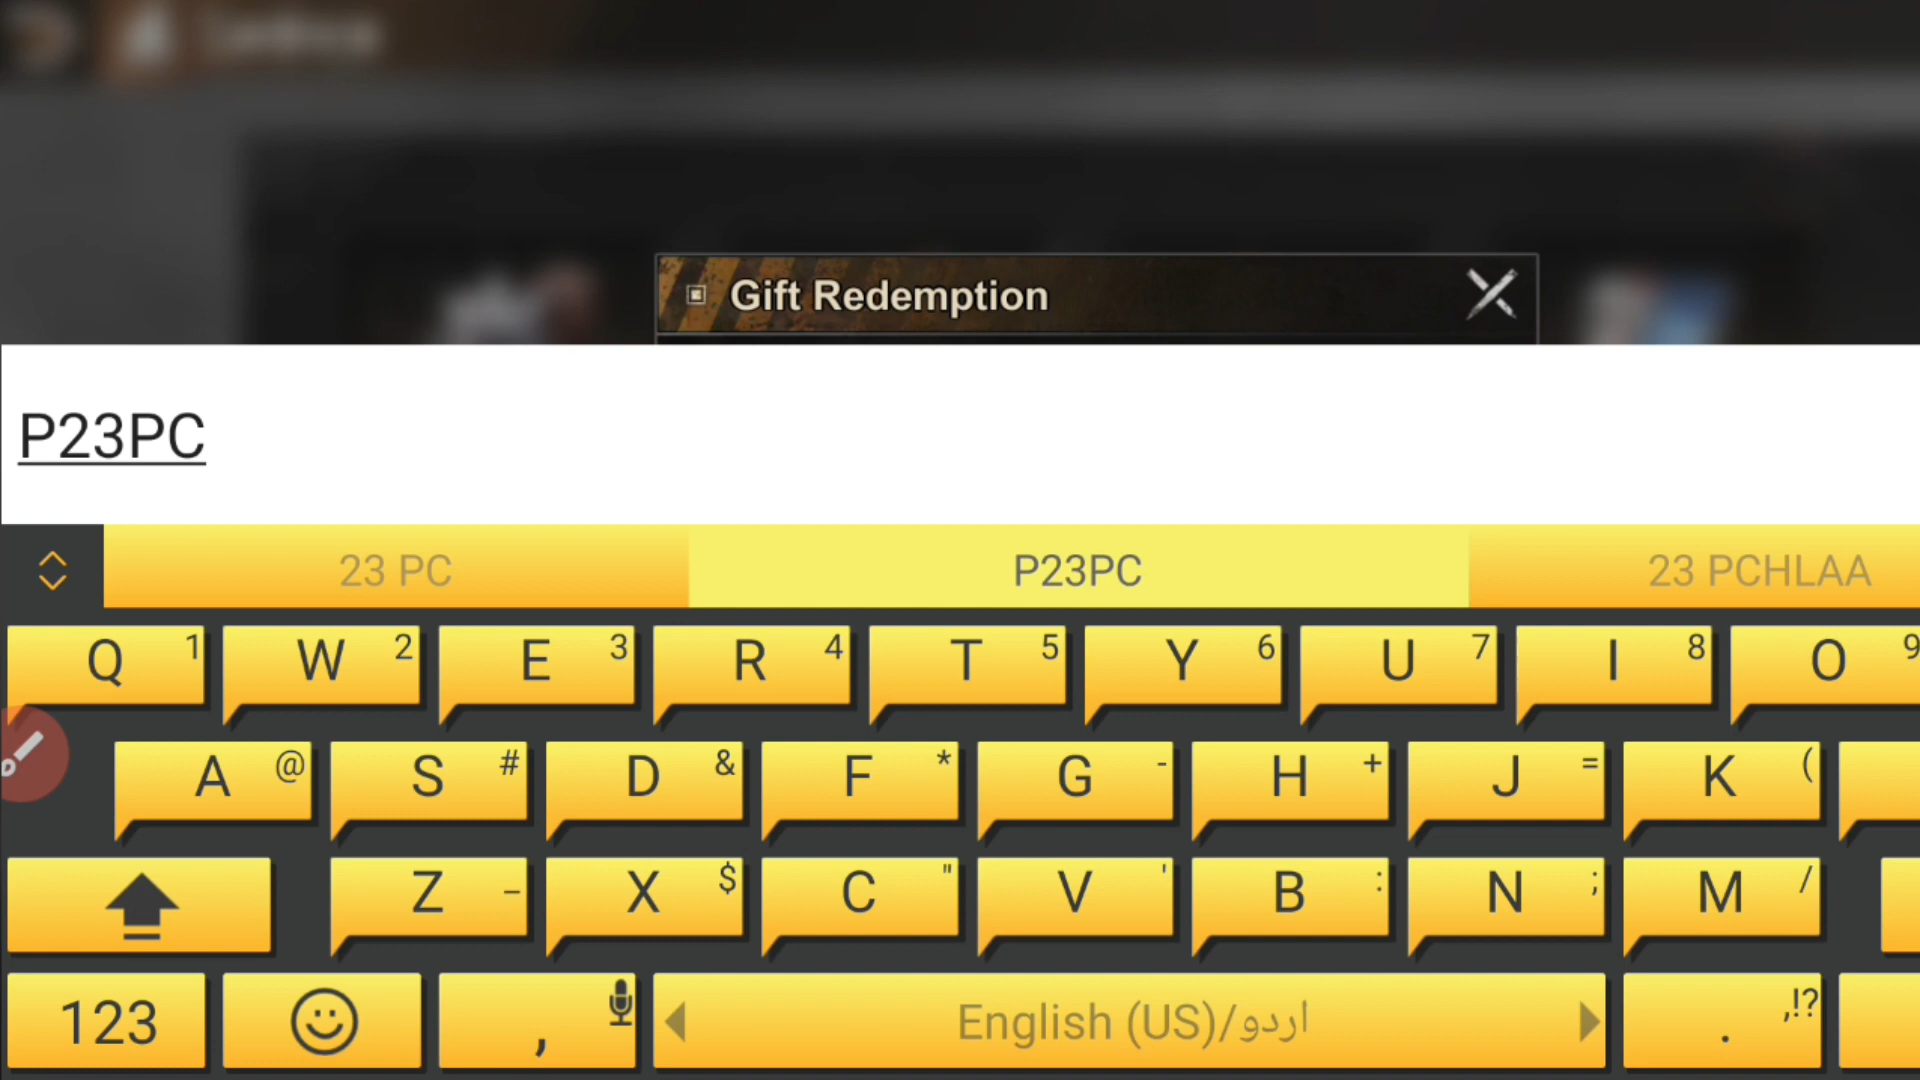 Gift Redemption
P23PC
23 PC P23PC 23 PCHLAA
Q 1 W 2 E 3 R 4 T 5 Y 6 U 7 I 8 O 9
A @ S # D & F * G - H + J = K (
Z _ X $ C " V ' B : N ; M /
123 , English (US)/اردو . ,!?